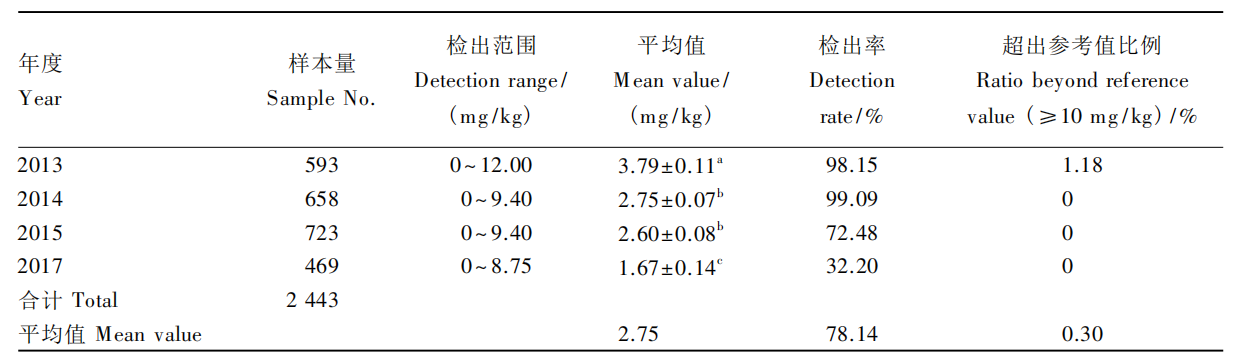 年度 Year 样本量 Sample No. 检出范围 Detection range/ (mg/kg) 平均值 Mean value/ (mg/kg) 检出率 Detection rate/% 超出参考值比例 Ratio beyond reference value (≥10 mg/kg)/%
2013 593 0~12.00 3.79±0.11a 98.15 1.18
2014 658 0~9.40 2.75±0.07b 99.09 0
2015 723 0~9.40 2.60±0.08b 72.48 0
2017 469 0~8.75 1.67±0.14c 32.20 0
合计 Total 2 443
平均值 Mean value 2.75 78.14 0.30